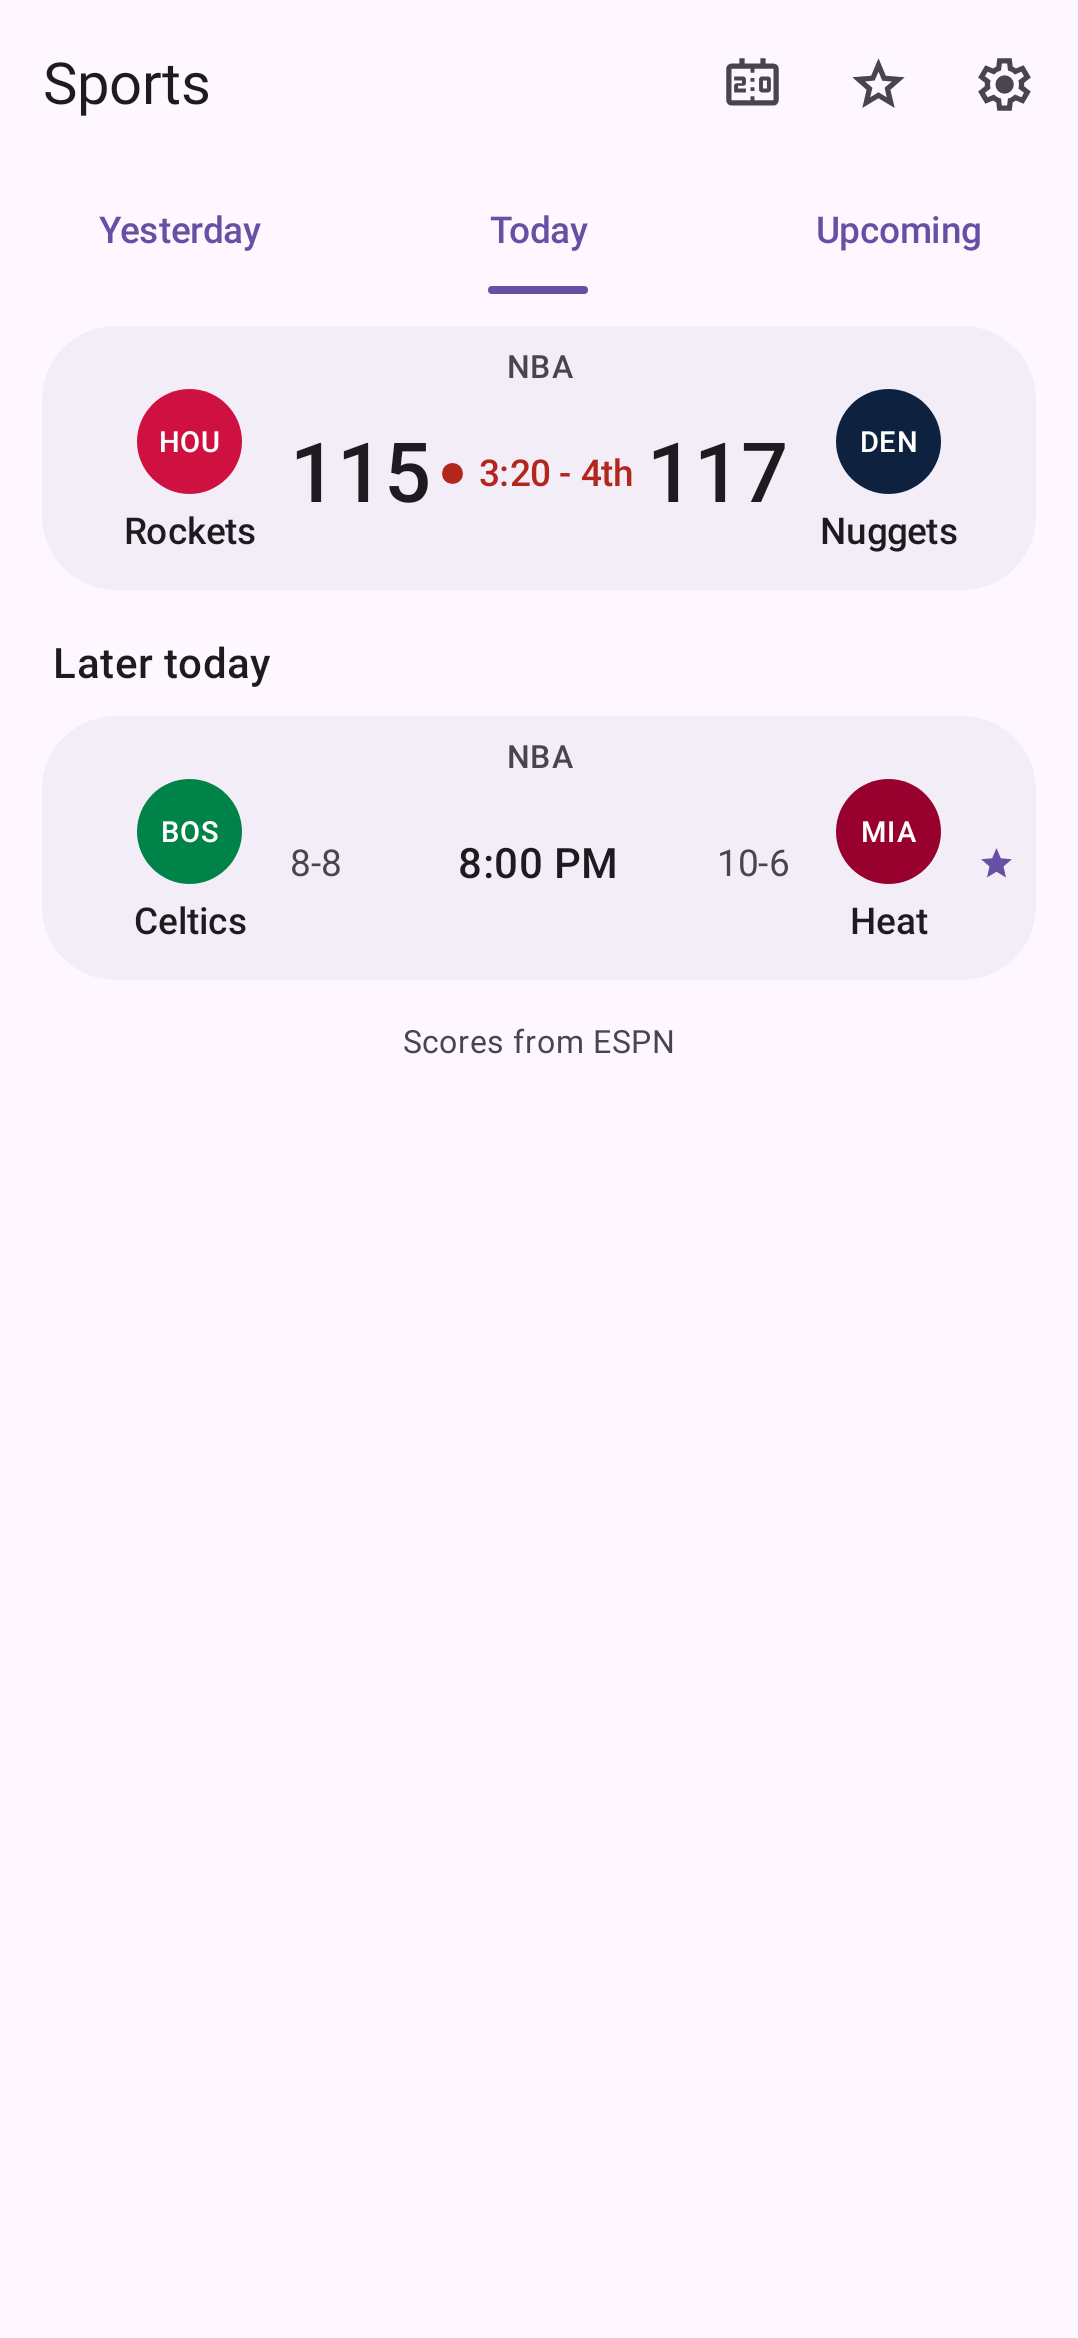 Sports
Yesterday Today Upcoming
NBA
HOU 115 3:20 - 4th 117 DEN
Rockets Nuggets
Later today
NBA
BOS 8-8 8:00 PM 10-6 MIA
Celtics Heat
Scores from ESPN